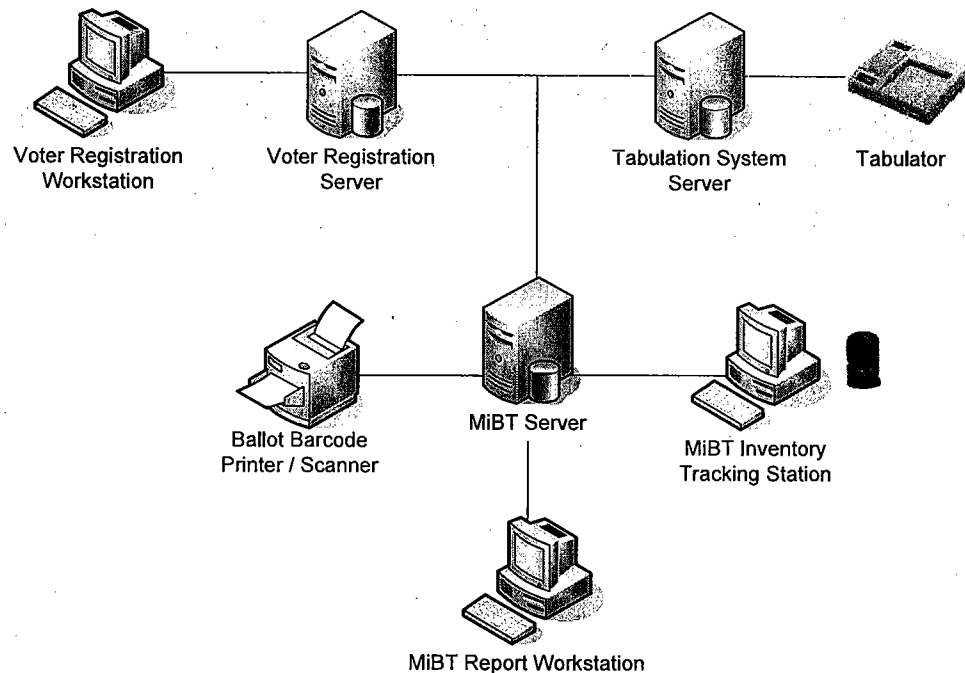 Voter Registration
Workstation
Voter Registration
Server
Tabulation System
Server
Tabulator
Ballot Barcode
Printer / Scanner
MiBT Server
MiBT Inventory
Tracking Station
MiBT Report Workstation